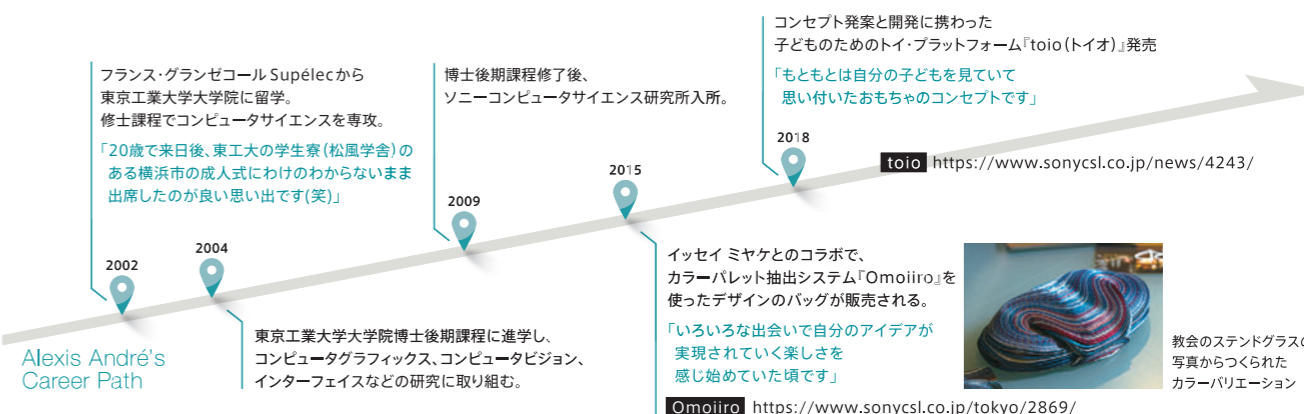 コンセプト発案と開発に携わった
子どものためのトイ・プラットフォーム『toio(トイオ)』発売
「もともとは自分の子どもを見ていて
思い付いたおもちゃのコンセプトです」
フランス・グランゼコール Supélecから
東京工業大学大学院に留学。
修士課程でコンピュータサイエンスを専攻。
「20歳で来日後、東工大の学生寮(松風学舎)の
ある横浜市の成人式にわけのわからないまま
出席したのが良い思い出です(笑)」
博士後期課程修了後、
ソニーコンピュータサイエンス研究所入所。
2018
toio https://www.sonycsl.co.jp/news/4243/
2015
2009
2004
2002
イッセイ ミヤケとのコラボで、
カラーパレット抽出システム『Omoiiro』を
使ったデザインのバッグが販売される。
「いろいろな出会いで自分のアイデアが
実現されていく楽しさを
感じ始めていた頃です」
Omoiiro https://www.sonycsl.co.jp/tokyo/2869/
東京工業大学大学院博士後期課程に進学し、
コンピュータグラフィックス、コンピュータビジョン、
インターフェイスなどの研究に取り組む。
Alexis André's
Career Path
教会のステンドグラスの
写真からつくられた
カラーバリエーション